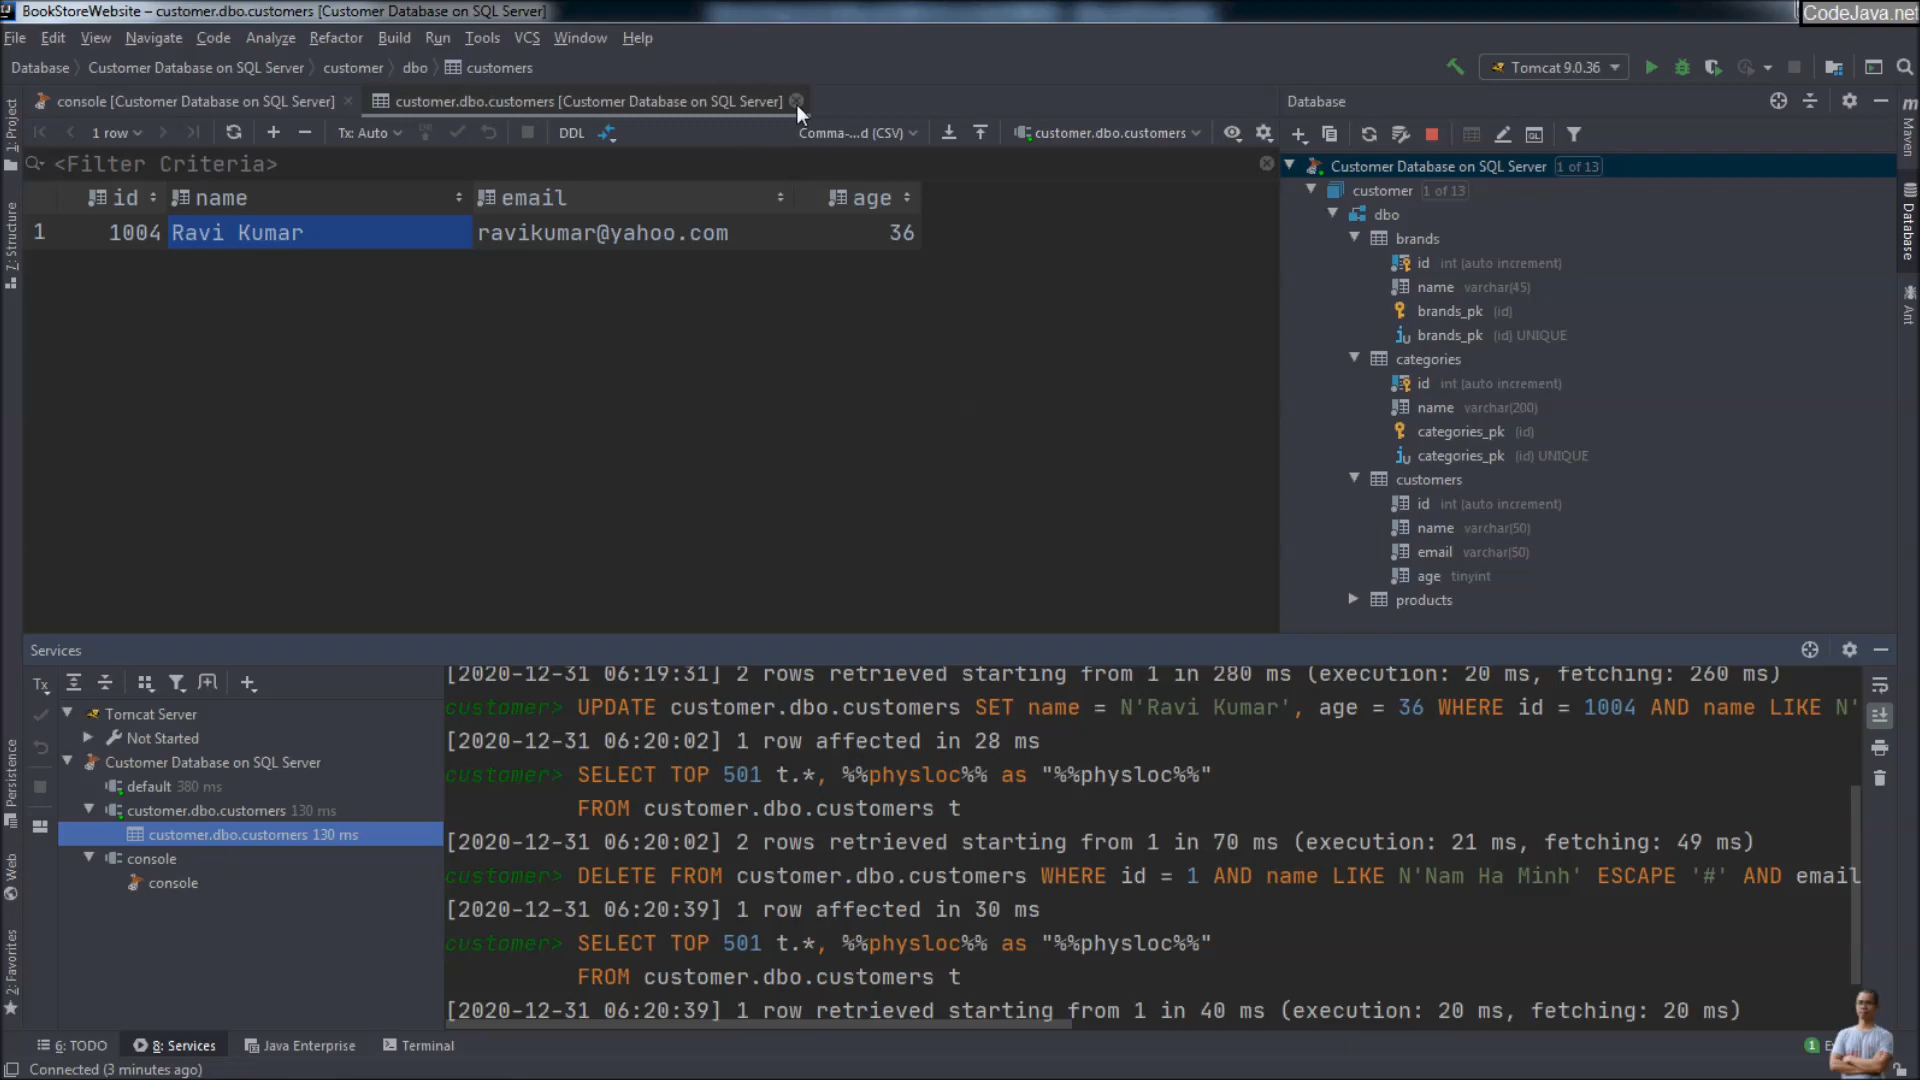 BookStoreWebsite – customer.dbo.customers [Customer Database on SQL Server]
CodeJava.net
File Edit View Navigate Code Analyze Refactor Build Run Tools VCS Window Help
Database Customer Database on SQL Server customer dbo customers
Tomcat 9.0.36
console [Customer Database on SQL Server]
customer.dbo.customers [Customer Database on SQL Server]
1 row
Tx: Auto
DDL
Comma-...d (CSV)
customer.dbo.customers
<Filter Criteria>
id name email age
1 1004 Ravi Kumar ravikumar@yahoo.com 36
Database
Customer Database on SQL Server 1 of 13
customer 1 of 13
dbo
brands
id int (auto increment)
name varchar(45)
brands_pk (id)
brands_pk (id) UNIQUE
categories
id int (auto increment)
name varchar(200)
categories_pk (id)
categories_pk (id) UNIQUE
customers
id int (auto increment)
name varchar(50)
email varchar(50)
age tinyint
products
1: Project
7: Structure
Persistence
Web
2: Favorites
Maven
Database
Ant
Services
Tx
Tomcat Server
Not Started
Customer Database on SQL Server
default 380 ms
customer.dbo.customers 130 ms
customer.dbo.customers 130 ms
console
console
[2020-12-31 06:19:31] 2 rows retrieved starting from 1 in 280 ms (execution: 20 ms, fetching: 260 ms)
customer> UPDATE customer.dbo.customers SET name = N'Ravi Kumar', age = 36 WHERE id = 1004 AND name LIKE N'
[2020-12-31 06:20:02] 1 row affected in 28 ms
customer> SELECT TOP 501 t.*, %%physloc%% as "%%physloc%%"
FROM customer.dbo.customers t
[2020-12-31 06:20:02] 2 rows retrieved starting from 1 in 70 ms (execution: 21 ms, fetching: 49 ms)
customer> DELETE FROM customer.dbo.customers WHERE id = 1 AND name LIKE N'Nam Ha Minh' ESCAPE '#' AND email
[2020-12-31 06:20:39] 1 row affected in 30 ms
customer> SELECT TOP 501 t.*, %%physloc%% as "%%physloc%%"
FROM customer.dbo.customers t
[2020-12-31 06:20:39] 1 row retrieved starting from 1 in 40 ms (execution: 20 ms, fetching: 20 ms)
6: TODO 8: Services Java Enterprise Terminal
1
Connected (3 minutes ago)